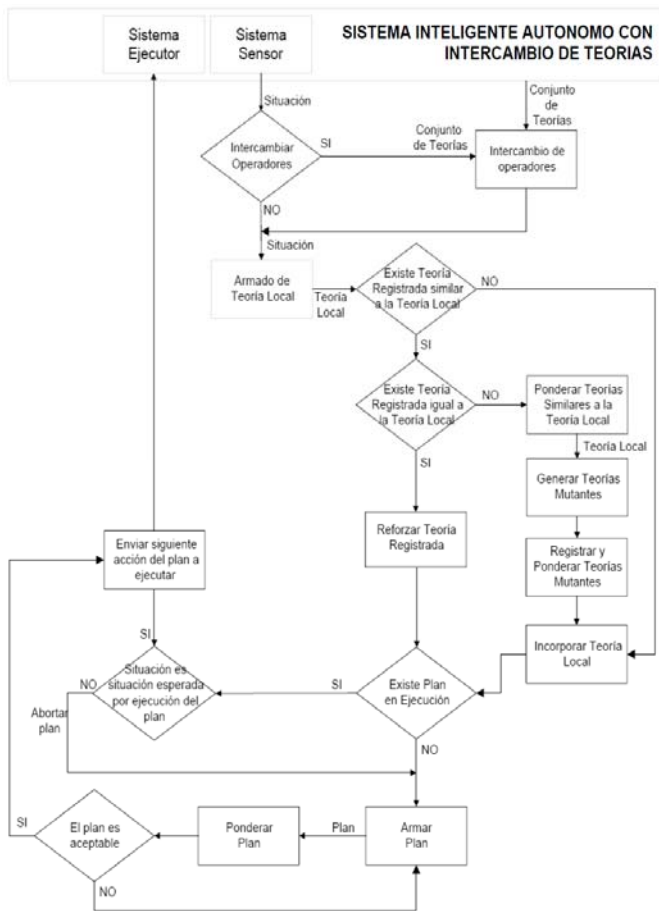 SISTEMA INTELIGENTE AUTONOMO CON
INTERCAMBIO DE TEORIAS
Sistema
Ejecutor
Sistema
Sensor
Situación
Conjunto
de
Teorías
Intercambiar
Operadores
SI
Conjunto
de Teorías
Intercambio de
operadores
NO
Situación
Armado de
Teoría Local
Teoría
Local
Existe Teoría
Registrada similar
a la Teoría Local
NO
SI
Existe Teoría
Registrada igual a
la Teoría Local
NO
Ponderar Teorías
Similares a la
Teoría Local
SI
Teoría Local
Generar Teorías
Mutantes
Reforzar Teoría
Registrada
Registrar y
Ponderar Teorías
Mutantes
Enviar siguiente
acción del plan a
ejecutar
Incorporar Teoría
Local
SI
Situación es
situación esperada
por ejecución del
plan
NO
Abortar
plan
SI
Existe Plan
en Ejecución
NO
SI
El plan es
aceptable
Ponderar
Plan
Plan
Armar
Plan
NO